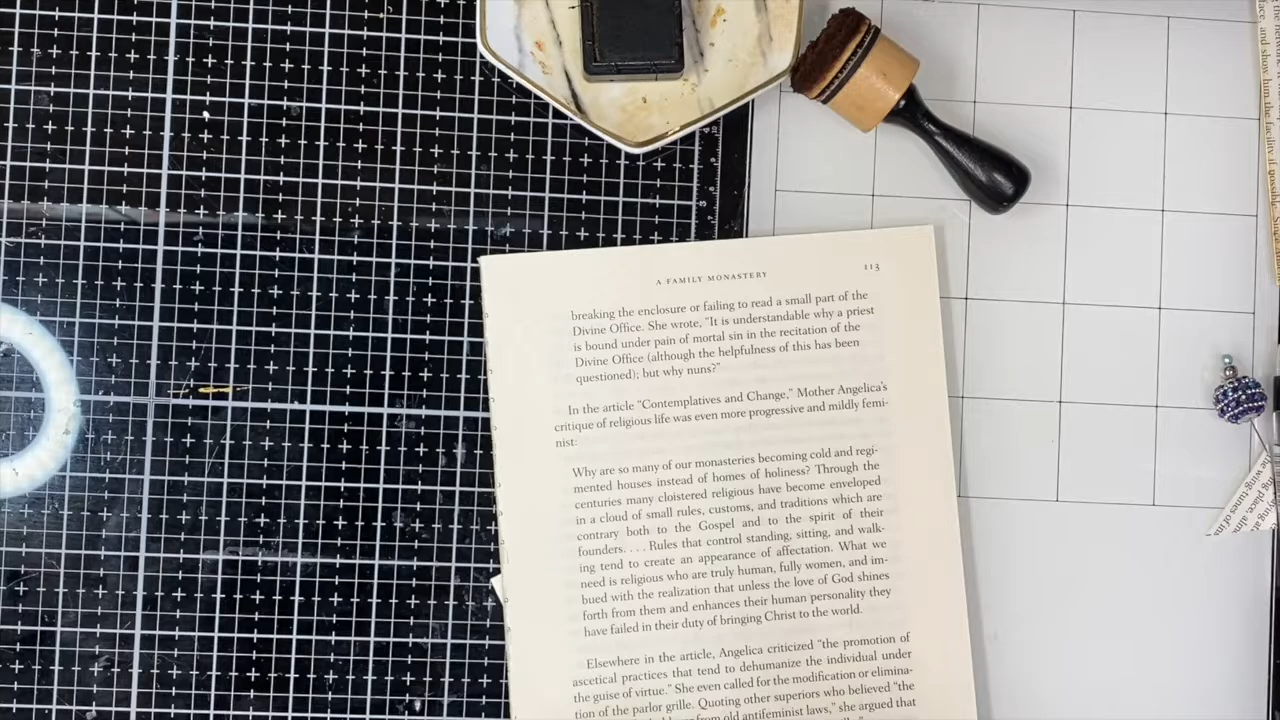 A FAMILY MONASTERY
113
breaking the enclosure or failing to read a small part of the
Divine Office. She wrote, "It is understandable why a priest
is bound under pain of mortal sin in the recitation of the
Divine Office (although the helpfulness of this has been
questioned); but why nuns?"
In the article "Contemplatives and Change," Mother Angelica's
critique of religious life was even more progressive and mildly femi-
nist:
Why are so many of our monasteries becoming cold and regi-
mented houses instead of homes of holiness? Through the
centuries many cloistered religious have become enveloped
in a cloud of small rules, customs, and traditions which are
contrary both to the Gospel and to the spirit of their
founders. . . . Rules that control standing, sitting, and walk-
ing tend to create an appearance of affectation. What we
need is religious who are truly human, fully women, and im-
bued with the realization that unless the love of God shines
forth from them and enhances their human personality they
have failed in their duty of bringing Christ to the world.
Elsewhere in the article, Angelica criticized "the promotion of
ascetical practices that tend to dehumanize the individual under
the guise of virtue." She even called for the modification or elimina-
tion of the parlor grille. Quoting other superiors who believed "the
from old antifeminist laws," she argued that
and show him the facility if possible